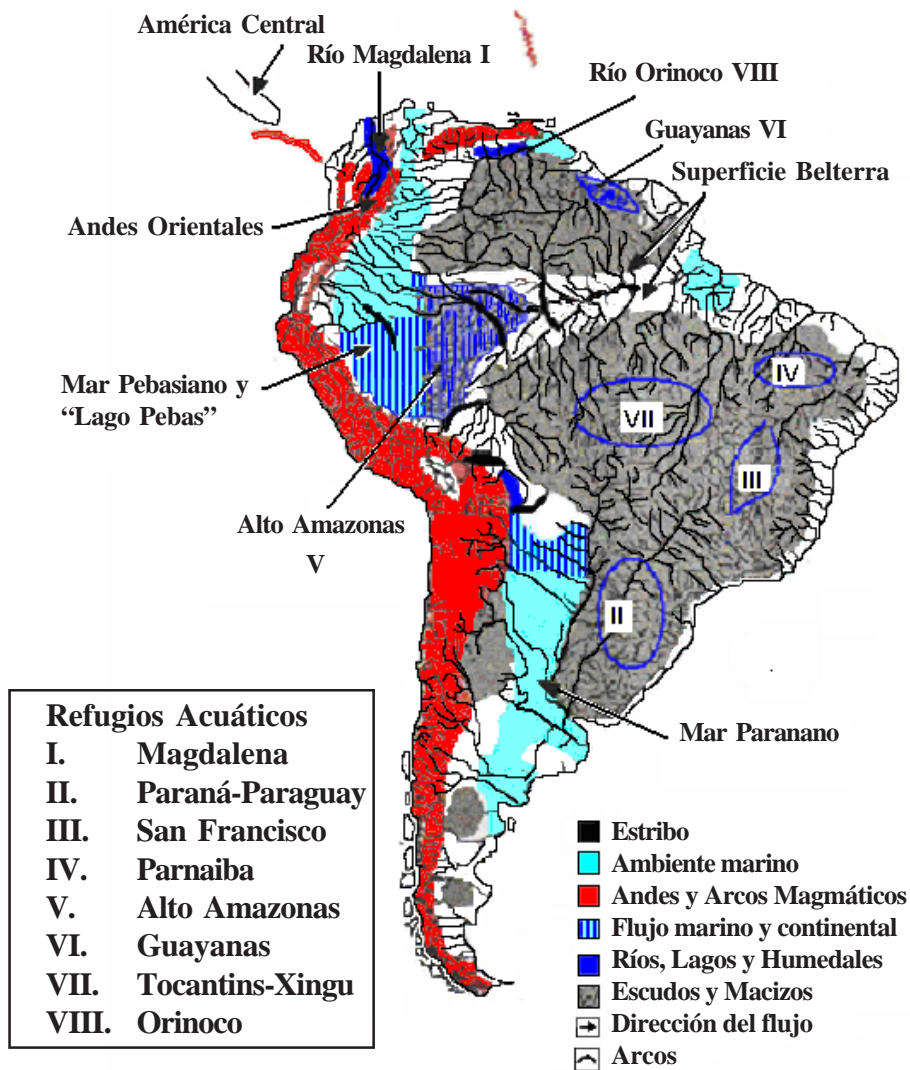 América Central
Río Magdalena I
Río Orinoco VIII
Guayanas VI
Superficie Belterra
Andes Orientales
Mar Pebasiano y
“Lago Pebas”
IV
VII
III
Alto Amazonas
V
II
Mar Paranano
Refugios Acuáticos
I. Magdalena
II. Paraná-Paraguay
III. San Francisco
IV. Parnaiba
V. Alto Amazonas
VI. Guayanas
VII. Tocantins-Xingu
VIII. Orinoco
Estribo
Ambiente marino
Andes y Arcos Magmáticos
Flujo marino y continental
Ríos, Lagos y Humedales
Escudos y Macizos
Dirección del flujo
Arcos